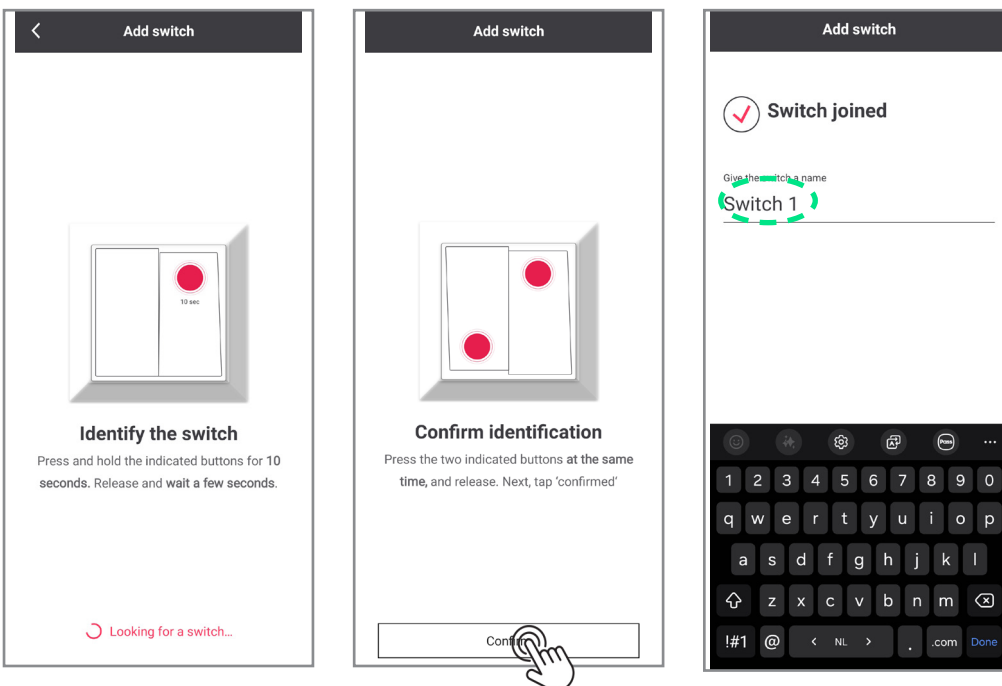 Add switch
10 sec
Identify the switch
Press and hold the indicated buttons for 10
seconds. Release and wait a few seconds.
Looking for a switch...
Add switch
Confirm identification
Press the two indicated buttons at the same
time, and release. Next, tap ‘confirmed’
Confirm
Add switch
Switch joined
Give the switch a name
Switch 1
Pass
1 2 3 4 5 6 7 8 9 0
q w e r t y u i o p
a s d f g h j k l
z x c v b n m
!#1 @ < NL > . .com Done